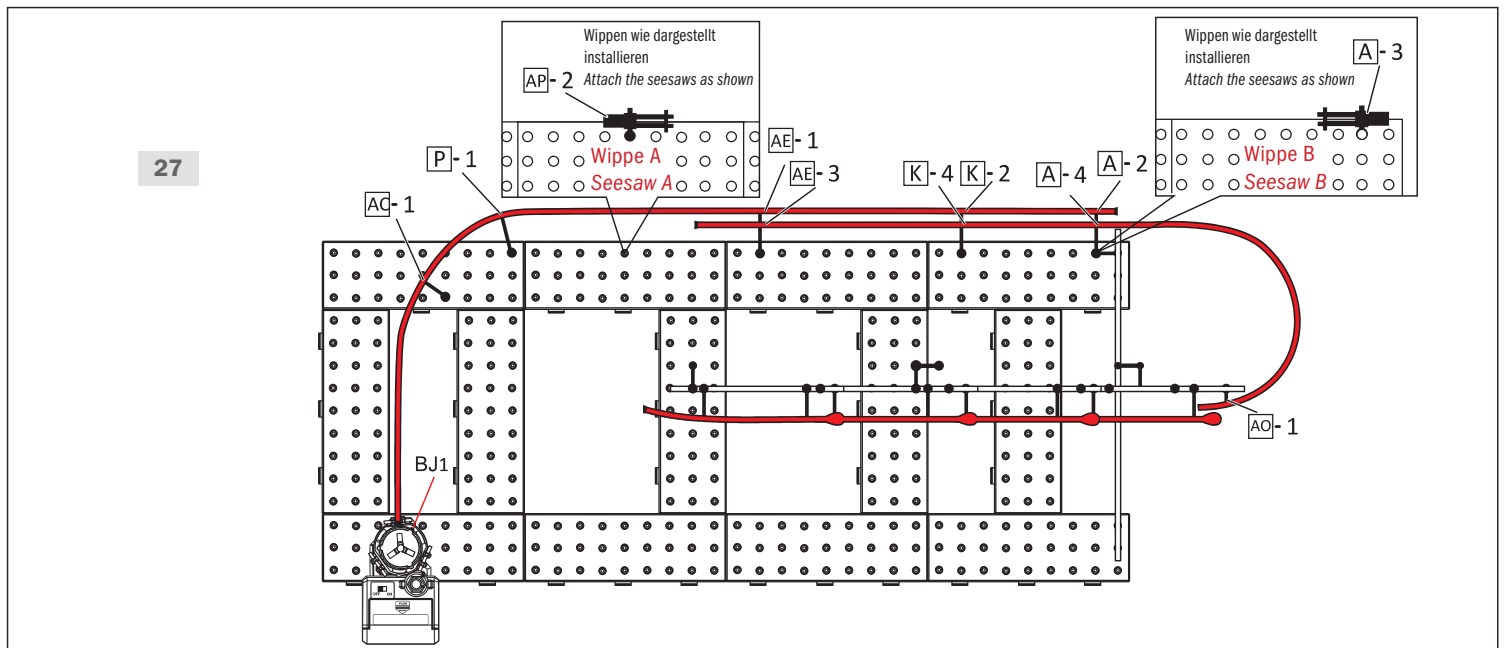 27
Wippen wie dargestellt
installieren
Attach the seesaws as shown
AP - 2
Wippe A
Seesaw A
Wippen wie dargestellt
installieren
Attach the seesaws as shown
A - 3
Wippe B
Seesaw B
P - 1
AC - 1
AE - 1
AE - 3
K - 4
K - 2
A - 4
A - 2
AO - 1
BJ1
OFF ON
PUSH